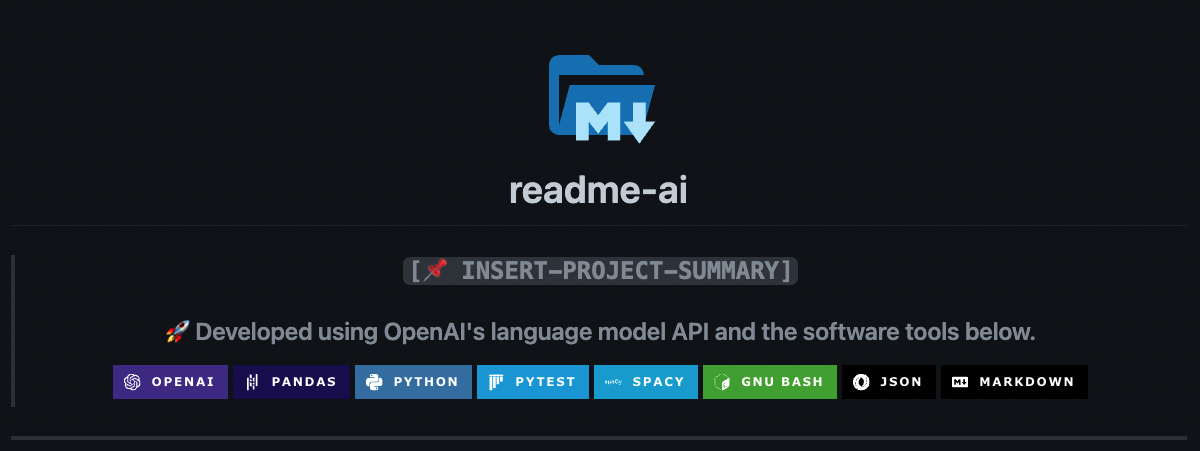 M
readme-ai
[📌 INSERT-PROJECT-SUMMARY]
🚀 Developed using OpenAI's language model API and the software tools below.
OPENAI PANDAS PYTHON PYTEST spaCy SPACY GNU BASH JSON M MARKDOWN